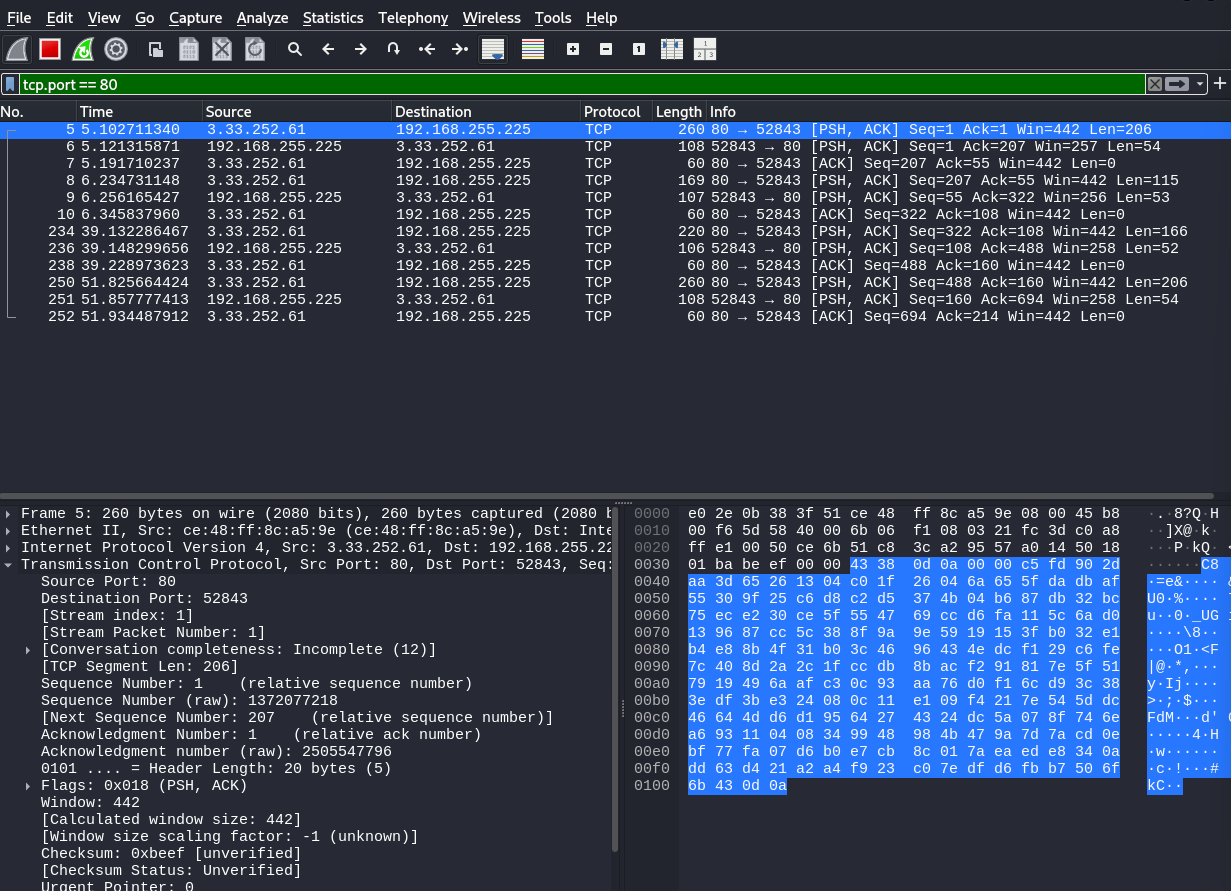 File Edit View Go Capture Analyze Statistics Telephony Wireless Tools Help
tcp.port == 80
No. Time Source Destination Protocol Length Info
5 5.102711340 3.33.252.61 192.168.255.225 TCP 260 80 → 52843 [PSH, ACK] Seq=1 Ack=1 Win=442 Len=206
6 5.121315871 192.168.255.225 3.33.252.61 TCP 108 52843 → 80 [PSH, ACK] Seq=1 Ack=207 Win=257 Len=54
7 5.191710237 3.33.252.61 192.168.255.225 TCP 60 80 → 52843 [ACK] Seq=207 Ack=55 Win=442 Len=0
8 6.234731148 3.33.252.61 192.168.255.225 TCP 169 80 → 52843 [PSH, ACK] Seq=207 Ack=55 Win=442 Len=115
9 6.256165427 192.168.255.225 3.33.252.61 TCP 107 52843 → 80 [PSH, ACK] Seq=55 Ack=322 Win=256 Len=53
10 6.345837960 3.33.252.61 192.168.255.225 TCP 60 80 → 52843 [ACK] Seq=322 Ack=108 Win=442 Len=0
234 39.132286467 3.33.252.61 192.168.255.225 TCP 220 80 → 52843 [PSH, ACK] Seq=322 Ack=108 Win=442 Len=166
236 39.148299656 192.168.255.225 3.33.252.61 TCP 106 52843 → 80 [PSH, ACK] Seq=108 Ack=488 Win=258 Len=52
238 39.228973623 3.33.252.61 192.168.255.225 TCP 60 80 → 52843 [ACK] Seq=488 Ack=160 Win=442 Len=0
250 51.825664424 3.33.252.61 192.168.255.225 TCP 260 80 → 52843 [PSH, ACK] Seq=488 Ack=160 Win=442 Len=206
251 51.857777413 192.168.255.225 3.33.252.61 TCP 108 52843 → 80 [PSH, ACK] Seq=160 Ack=694 Win=258 Len=54
252 51.934487912 3.33.252.61 192.168.255.225 TCP 60 80 → 52843 [ACK] Seq=694 Ack=214 Win=442 Len=0
Frame 5: 260 bytes on wire (2080 bits), 260 bytes captured (2080 b
Ethernet II, Src: ce:48:ff:8c:a5:9e (ce:48:ff:8c:a5:9e), Dst: Inte
Internet Protocol Version 4, Src: 3.33.252.61, Dst: 192.168.255.22
Transmission Control Protocol, Src Port: 80, Dst Port: 52843, Seq:
Source Port: 80
Destination Port: 52843
[Stream index: 1]
[Stream Packet Number: 1]
[Conversation completeness: Incomplete (12)]
[TCP Segment Len: 206]
Sequence Number: 1 (relative sequence number)
Sequence Number (raw): 1372077218
[Next Sequence Number: 207 (relative sequence number)]
Acknowledgment Number: 1 (relative ack number)
Acknowledgment number (raw): 2505547796
0101 .... = Header Length: 20 bytes (5)
Flags: 0x018 (PSH, ACK)
Window: 442
[Calculated window size: 442]
[Window size scaling factor: -1 (unknown)]
Checksum: 0xbeef [unverified]
[Checksum Status: Unverified]
Urgent Pointer: 0
0000 e0 2e 0b 38 3f 51 ce 48 ff 8c a5 9e 08 00 45 b8 ·.·8?Q·H
0010 00 f6 5d 58 40 00 6b 06 f1 08 03 21 fc 3d c0 a8 ··]X@·k·
0020 ff e1 00 50 ce 6b 51 c8 3c a2 95 57 a0 14 50 18 ···P·kQ· <
0030 01 ba be ef 00 00 43 38 0d 0a 00 00 c5 fd 90 2d ······C8
0040 aa 3d 65 26 13 04 c0 1f 26 04 6a 65 5f da db af ·=e&···· &
0050 55 30 9f 25 c6 d8 c2 d5 37 4b 04 b6 87 db 32 bc U0·%····
0060 75 ec e2 30 ce 5f 55 47 69 cc d6 fa 11 5c 6a d0 u··0·_UG i
0070 13 96 87 cc 5c 38 8f 9a 9e 59 19 15 3f b0 32 e1 ····\8··
0080 b4 e8 8b 4f 31 b0 3c 46 96 43 4e dc f1 29 c6 fe ···O1·<F
0090 7c 40 8d 2a 2c 1f cc db 8b ac f2 91 81 7e 5f 51 |@·*,···
00a0 79 19 49 6a af c3 0c 93 aa 76 d0 f1 6c d9 3c 38 y·Ij····
00b0 3e df 3b e3 24 08 0c 11 e1 09 f4 21 7e 54 5d dc >·;·$···
00c0 46 64 4d d6 d1 95 64 27 43 24 dc 5a 07 8f 74 6e FdM···d' C
00d0 a6 93 11 04 08 34 99 48 98 4b 47 9a 7d 7a cd 0e ·····4·H
00e0 bf 77 fa 07 d6 b0 e7 cb 8c 01 7a ea ed e8 34 0a ·w······
00f0 dd 63 d4 21 a2 a4 f9 23 c0 7e df d6 fb b7 50 6f ·c·!···#
0100 6b 43 0d 0a kC··